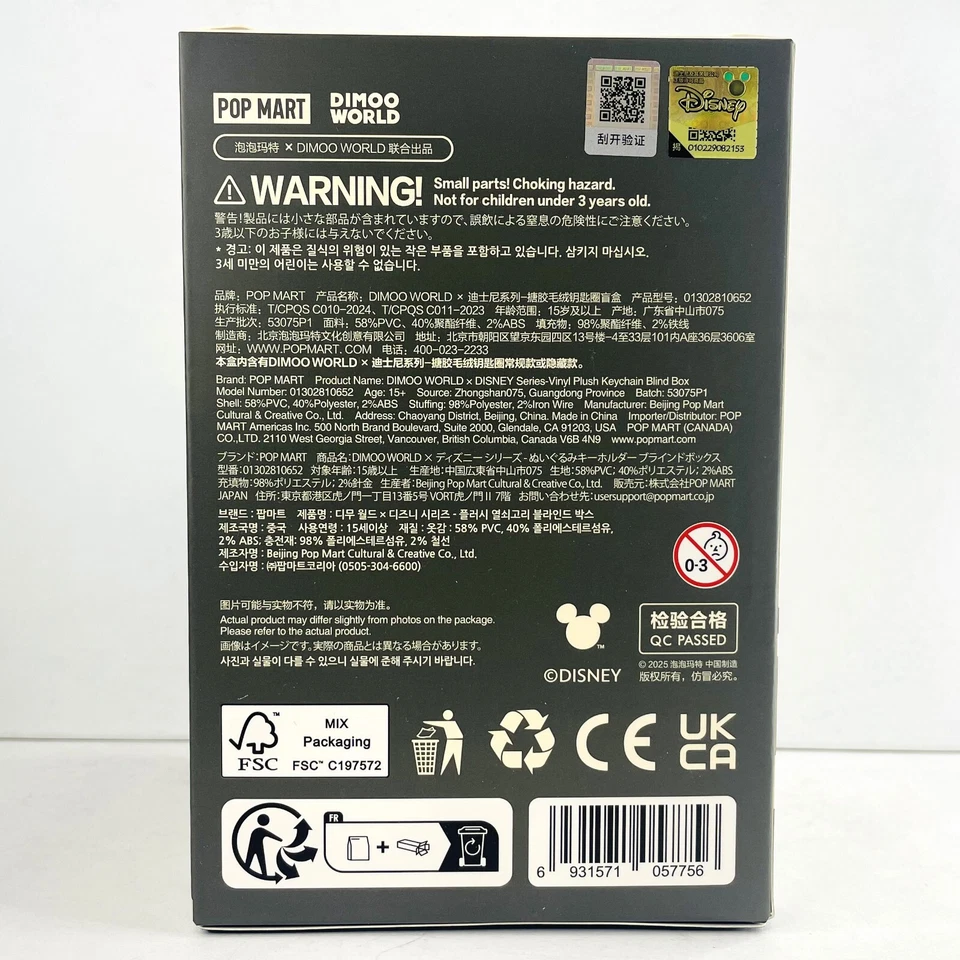 POP MART DIMOO WORLD
泡泡玛特 × DIMOO WORLD 联合出品
刮开验证
迪士尼及其关联公司
正版许可商品
Disney
揭 010229082153
WARNING! Small parts! Choking hazard.
Not for children under 3 years old.
警告!製品には小さな部品が含まれていますので、誤飲による窒息の危険性にご注意ください。
3歳以下のお子様には与えないでください。
* 경고: 이 제품은 질식의 위험이 있는 작은 부품을 포함하고 있습니다. 삼키지 마십시오.
3세 미만의 어린이는 사용할 수 없습니다.
品牌：POP MART 产品名称：DIMOO WORLD × 迪士尼系列-搪胶毛绒钥匙圈盲盒 产品型号：01302810652
执行标准：T/CPQS C010-2024、T/CPQS C011-2023 年龄范围：15岁及以上 产地：广东省中山市075
生产批次：53075P1 面料：58%PVC、40%聚酯纤维、2%ABS 填充物：98%聚酯纤维、2%铁线
制造商：北京泡泡玛特文化创意有限公司 地址：北京市朝阳区望京东园四区13号楼-4至33层101内A座36层3606室
网址：WWW.POPMART.COM 电话：400-023-2233
本盒内含有DIMOO WORLD × 迪士尼系列-搪胶毛绒钥匙圈常规款或隐藏款。
Brand: POP MART Product Name: DIMOO WORLD × DISNEY Series-Vinyl Plush Keychain Blind Box
Model Number: 01302810652 Age: 15+ Source: Zhongshan075, Guangdong Province Batch: 53075P1
Shell: 58%PVC, 40%Polyester, 2%ABS Stuffing: 98%Polyester, 2%Iron Wire Manufacturer: Beijing Pop Mart
Cultural & Creative Co., Ltd. Address: Chaoyang District, Beijing, China. Made in China Importer/Distributor: POP
MART Americas Inc. 500 North Brand Boulevard, Suite 2000, Glendale, CA 91203, USA POP MART (CANADA)
CO.,LTD. 2110 West Georgia Street, Vancouver, British Columbia, Canada V6B 4N9 www.popmart.com
ブランド：POP MART 商品名：DIMOO WORLD × ディズニー シリーズ - ぬいぐるみキーホルダー ブラインドボックス
型番：01302810652 対象年齢：15歳以上 生産地：中国広東省中山市075 生地：58%PVC; 40%ポリエステル; 2%ABS
充填物：98%ポリエステル; 2%針金 生産者：Beijing Pop Mart Cultural & Creative Co., Ltd. 販売元：株式会社POP MART
JAPAN 住所：東京都港区虎ノ門一丁目13番5号 VORT虎ノ門II 7階 お問い合わせ先：usersupport@popmart.co.jp
브랜드 : 팝마트 제품명 : 디무 월드 × 디즈니 시리즈 - 플러시 열쇠고리 블라인드 박스
제조국명 : 중국 사용연령 : 15세이상 재질 : 옷감 : 58% PVC, 40% 폴리에스테르섬유,
2% ABS; 충전재: 98% 폴리에스테르섬유, 2% 철선
제조자명 : Beijing Pop Mart Cultural & Creative Co., Ltd.
수입자명 : ㈜팝마트코리아 (0505-304-6600)
0-3
图片可能与实物不符，请以实物为准。
Actual product may differ slightly from photos on the package.
Please refer to the actual product.
画像はイメージです。実際の商品とは異なる場合があります。
사진과 실물이 다를 수 있으니 실물에 준해 주시기 바랍니다.
TM
©DISNEY
检验合格
QC PASSED
© 2025 泡泡玛特 中国制造
版权所有，仿冒必究。
FSC
MIX
Packaging
FSC™ C197572
CE
UK
CA
FR
+
6 931571 057756